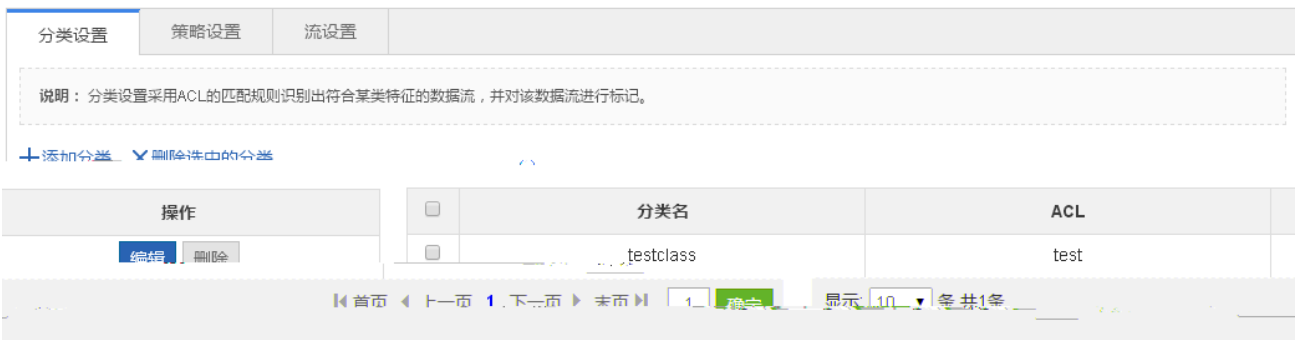 分类设置 策略设置 流设置
说明：分类设置采用ACL的匹配规则识别出符合某类特征的数据流，并对该数据流进行标记。
添加分类 删除选中的分类
操作 分类名 ACL
编辑 删除 testclass test
首页 上一页 1 下一页 末页 1 确定 显示: 10 条 共1条